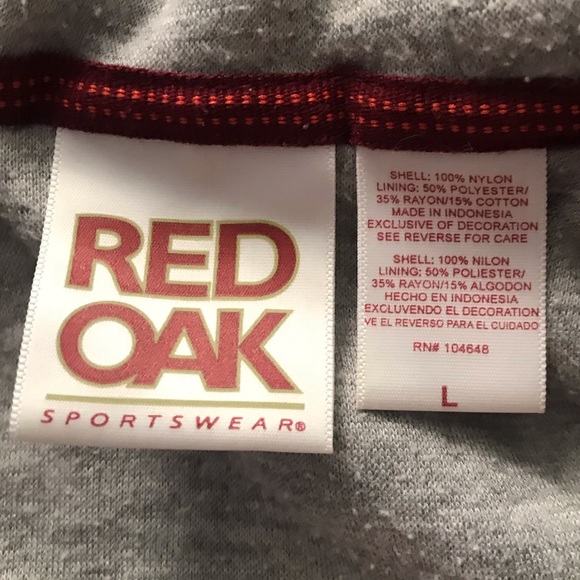 RED
OAK
SPORTSWEAR®
SHELL: 100% NYLON
LINING: 50% POLYESTER/
35% RAYON/15% COTTON
MADE IN INDONESIA
EXCLUSIVE OF DECORATION
SEE REVERSE FOR CARE
SHELL: 100% NILON
LINING: 50% POLIESTER/
35% RAYON/15% ALGODON
HECHO EN INDONESIA
EXCLUVENDO EL DECORATION
VE EL REVERSO PARA EL CUIDADO
RN# 104648
L